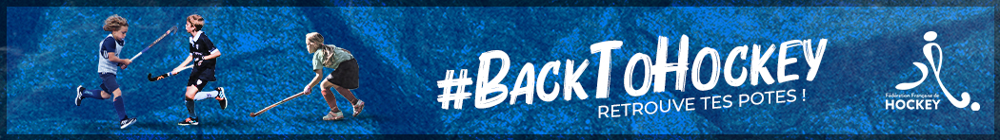 #BACKTOHOCKEY
RETROUVE TES POTES !
Fédération Française de
HOCKEY